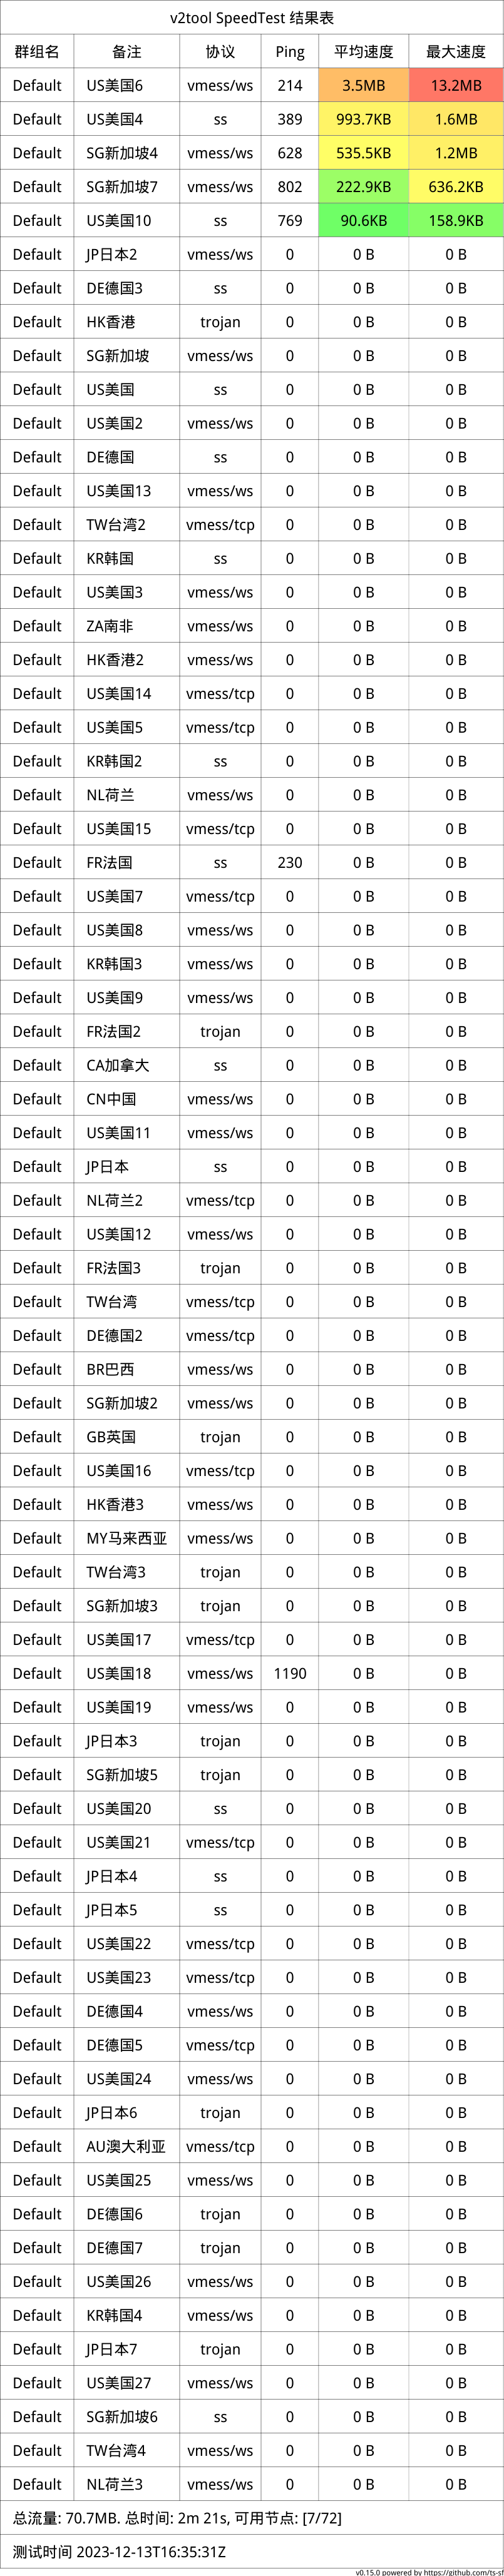 v2tool SpeedTest 结果表
群组名 备注 协议 Ping 平均速度 最大速度
Default US美国6 vmess/ws 214 3.5MB 13.2MB
Default US美国4 ss 389 993.7KB 1.6MB
Default SG新加坡4 vmess/ws 628 535.5KB 1.2MB
Default SG新加坡7 vmess/ws 802 222.9KB 636.2KB
Default US美国10 ss 769 90.6KB 158.9KB
Default JP日本2 vmess/ws 0 0 B 0 B
Default DE德国3 ss 0 0 B 0 B
Default HK香港 trojan 0 0 B 0 B
Default SG新加坡 vmess/ws 0 0 B 0 B
Default US美国 ss 0 0 B 0 B
Default US美国2 vmess/ws 0 0 B 0 B
Default DE德国 ss 0 0 B 0 B
Default US美国13 vmess/ws 0 0 B 0 B
Default TW台湾2 vmess/tcp 0 0 B 0 B
Default KR韩国 ss 0 0 B 0 B
Default US美国3 vmess/ws 0 0 B 0 B
Default ZA南非 vmess/ws 0 0 B 0 B
Default HK香港2 vmess/ws 0 0 B 0 B
Default US美国14 vmess/tcp 0 0 B 0 B
Default US美国5 vmess/tcp 0 0 B 0 B
Default KR韩国2 ss 0 0 B 0 B
Default NL荷兰 vmess/ws 0 0 B 0 B
Default US美国15 vmess/tcp 0 0 B 0 B
Default FR法国 ss 230 0 B 0 B
Default US美国7 vmess/tcp 0 0 B 0 B
Default US美国8 vmess/ws 0 0 B 0 B
Default KR韩国3 vmess/ws 0 0 B 0 B
Default US美国9 vmess/ws 0 0 B 0 B
Default FR法国2 trojan 0 0 B 0 B
Default CA加拿大 ss 0 0 B 0 B
Default CN中国 vmess/ws 0 0 B 0 B
Default US美国11 vmess/ws 0 0 B 0 B
Default JP日本 ss 0 0 B 0 B
Default NL荷兰2 vmess/tcp 0 0 B 0 B
Default US美国12 vmess/ws 0 0 B 0 B
Default FR法国3 trojan 0 0 B 0 B
Default TW台湾 vmess/tcp 0 0 B 0 B
Default DE德国2 vmess/tcp 0 0 B 0 B
Default BR巴西 vmess/ws 0 0 B 0 B
Default SG新加坡2 vmess/ws 0 0 B 0 B
Default GB英国 trojan 0 0 B 0 B
Default US美国16 vmess/tcp 0 0 B 0 B
Default HK香港3 vmess/ws 0 0 B 0 B
Default MY马来西亚 vmess/ws 0 0 B 0 B
Default TW台湾3 trojan 0 0 B 0 B
Default SG新加坡3 trojan 0 0 B 0 B
Default US美国17 vmess/tcp 0 0 B 0 B
Default US美国18 vmess/ws 1190 0 B 0 B
Default US美国19 vmess/ws 0 0 B 0 B
Default JP日本3 trojan 0 0 B 0 B
Default SG新加坡5 trojan 0 0 B 0 B
Default US美国20 ss 0 0 B 0 B
Default US美国21 vmess/tcp 0 0 B 0 B
Default JP日本4 ss 0 0 B 0 B
Default JP日本5 ss 0 0 B 0 B
Default US美国22 vmess/tcp 0 0 B 0 B
Default US美国23 vmess/tcp 0 0 B 0 B
Default DE德国4 vmess/ws 0 0 B 0 B
Default DE德国5 vmess/tcp 0 0 B 0 B
Default US美国24 vmess/ws 0 0 B 0 B
Default JP日本6 trojan 0 0 B 0 B
Default AU澳大利亚 vmess/tcp 0 0 B 0 B
Default US美国25 vmess/ws 0 0 B 0 B
Default DE德国6 trojan 0 0 B 0 B
Default DE德国7 trojan 0 0 B 0 B
Default US美国26 vmess/ws 0 0 B 0 B
Default KR韩国4 vmess/ws 0 0 B 0 B
Default JP日本7 trojan 0 0 B 0 B
Default US美国27 vmess/ws 0 0 B 0 B
Default SG新加坡6 ss 0 0 B 0 B
Default TW台湾4 vmess/ws 0 0 B 0 B
Default NL荷兰3 vmess/ws 0 0 B 0 B
总流量: 70.7MB. 总时间: 2m 21s, 可用节点: [7/72]
测试时间 2023-12-13T16:35:31Z
v0.15.0 powered by https://github.com/ts-sf